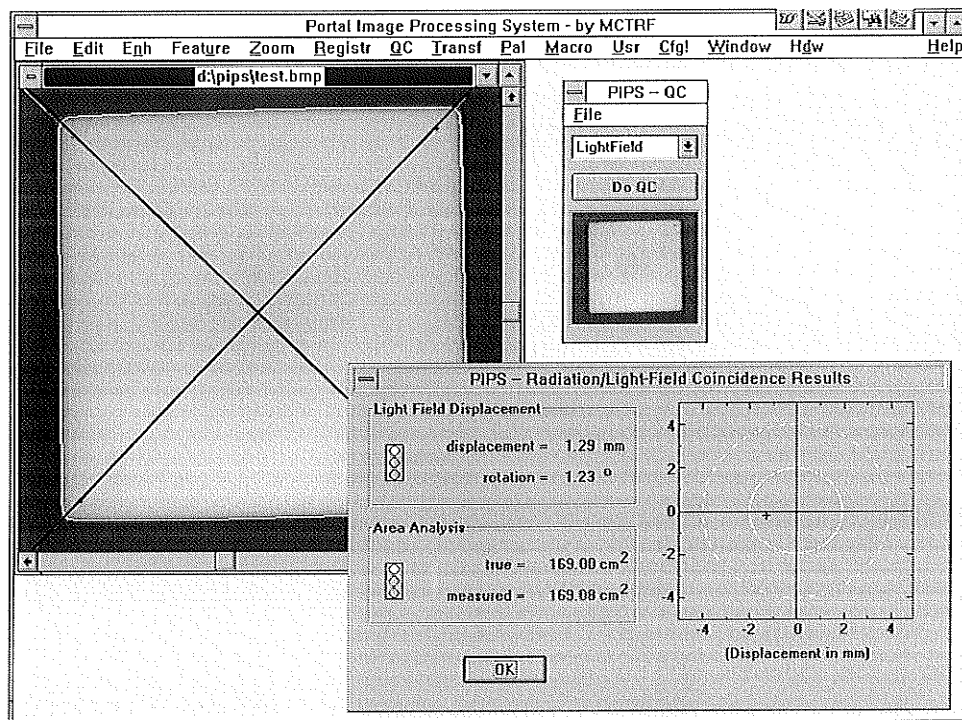 Portal Image Processing System - by MCTRF
File Edit Enh Feature Zoom Registr QC Transf Pal Macro Usr Cfg! Window Hdw Help
d:\pips\test.bmp
PIPS – QC
File
LightField
Do QC
PIPS – Radiation/Light-Field Coincidence Results
Light Field Displacement
displacement = 1.29 mm
rotation = 1.23 °
Area Analysis
true = 169.00 cm²
measured = 169.08 cm²
OK
4
2
0
-2
-4
-4 -2 0 2 4
(Displacement in mm)